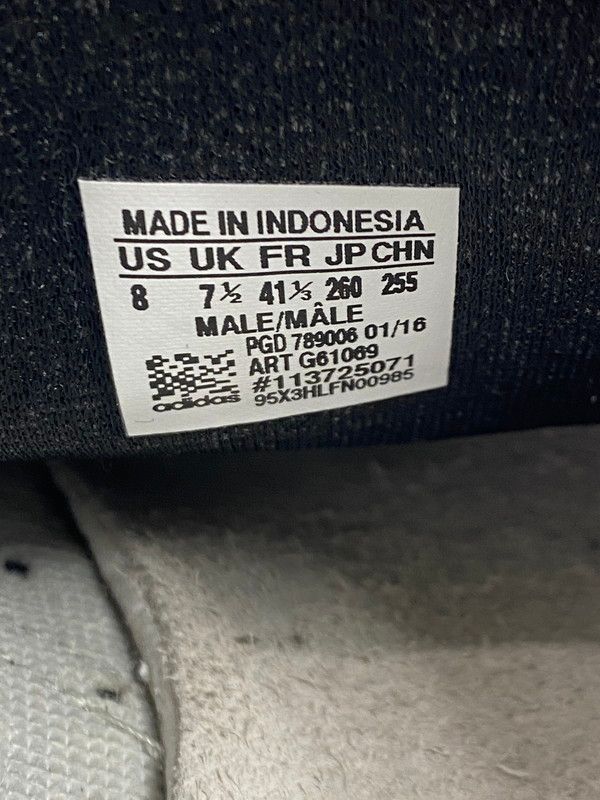 MADE IN INDONESIA
US UK FR JP CHN
8 7½ 41⅓ 260 255
MALE/MÂLE
PGD 789006 01/16
ART G61069
#113725071
95X3HLFN00985
adidas